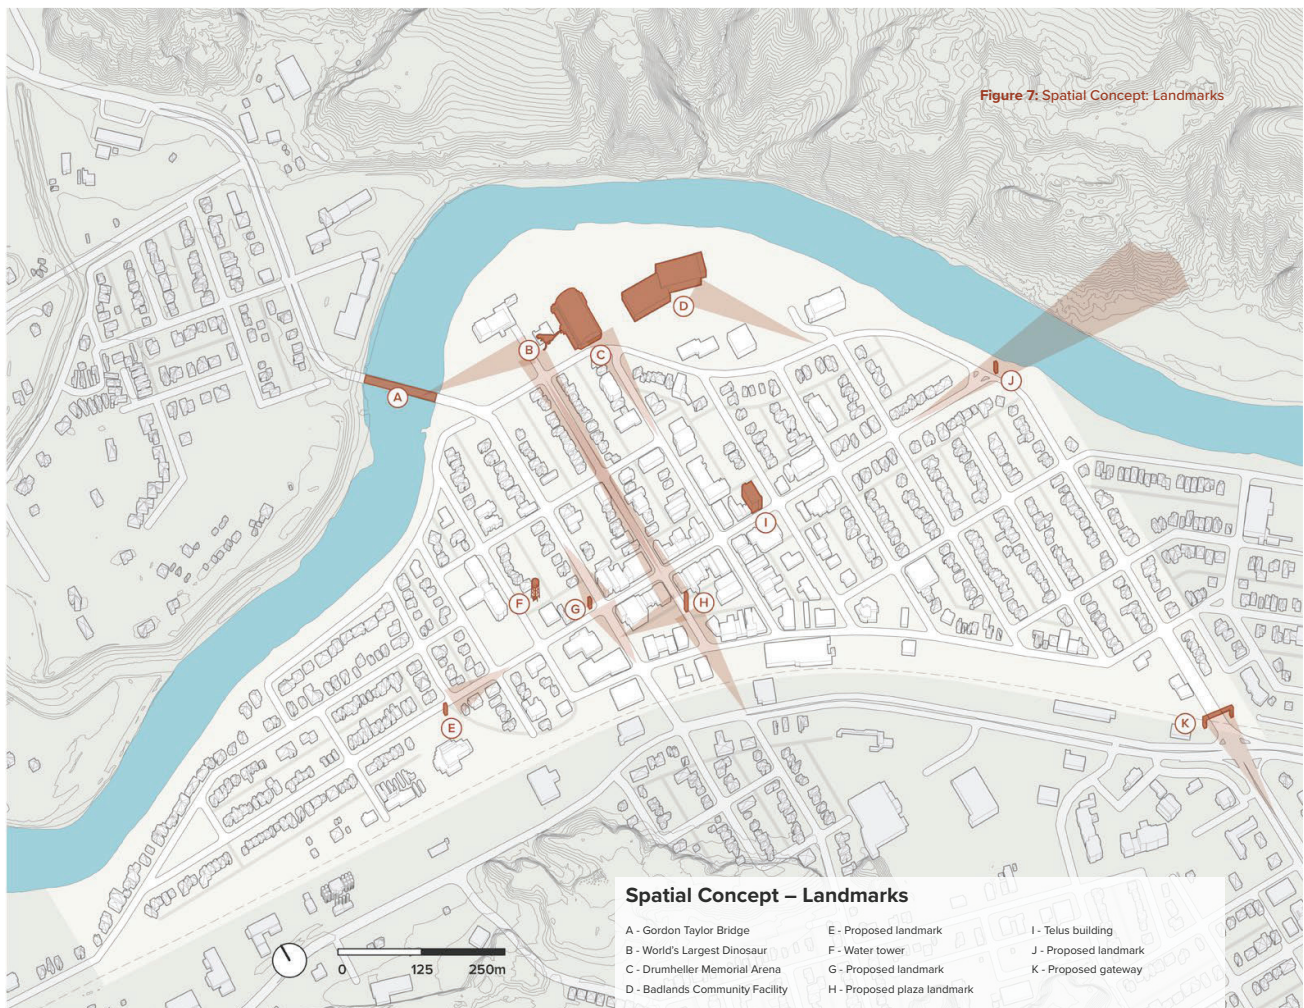 Figure 7: Spatial Concept: Landmarks
D
B
C
A
J
I
F
G
H
E
K
Spatial Concept – Landmarks
A - Gordon Taylor Bridge
B - World's Largest Dinosaur
C - Drumheller Memorial Arena
D - Badlands Community Facility
E - Proposed landmark
F - Water tower
G - Proposed landmark
H - Proposed plaza landmark
I - Telus building
J - Proposed landmark
K - Proposed gateway
0 125 250m